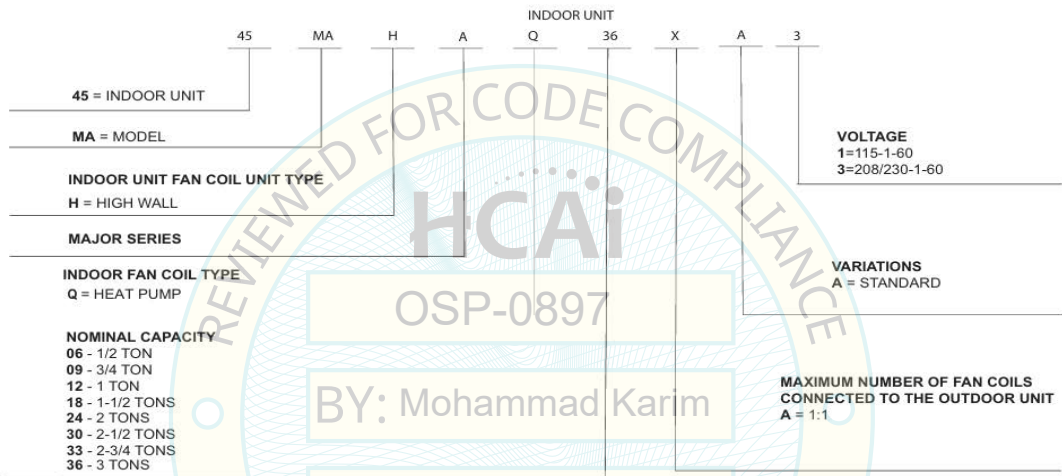 INDOOR UNIT
45 MA H A Q 36 X A 3
45 = INDOOR UNIT
MA = MODEL
INDOOR UNIT FAN COIL UNIT TYPE
H = HIGH WALL
MAJOR SERIES
INDOOR FAN COIL TYPE
Q = HEAT PUMP
NOMINAL CAPACITY
06 - 1/2 TON
09 - 3/4 TON
12 - 1 TON
18 - 1-1/2 TONS
24 - 2 TONS
30 - 2-1/2 TONS
33 - 2-3/4 TONS
36 - 3 TONS
VOLTAGE
1=115-1-60
3=208/230-1-60
VARIATIONS
A = STANDARD
MAXIMUM NUMBER OF FAN COILS
CONNECTED TO THE OUTDOOR UNIT
A = 1:1
REVIEWED FOR CODE COMPLIANCE
HCAi
OSP-0897
BY: Mohammad Karim